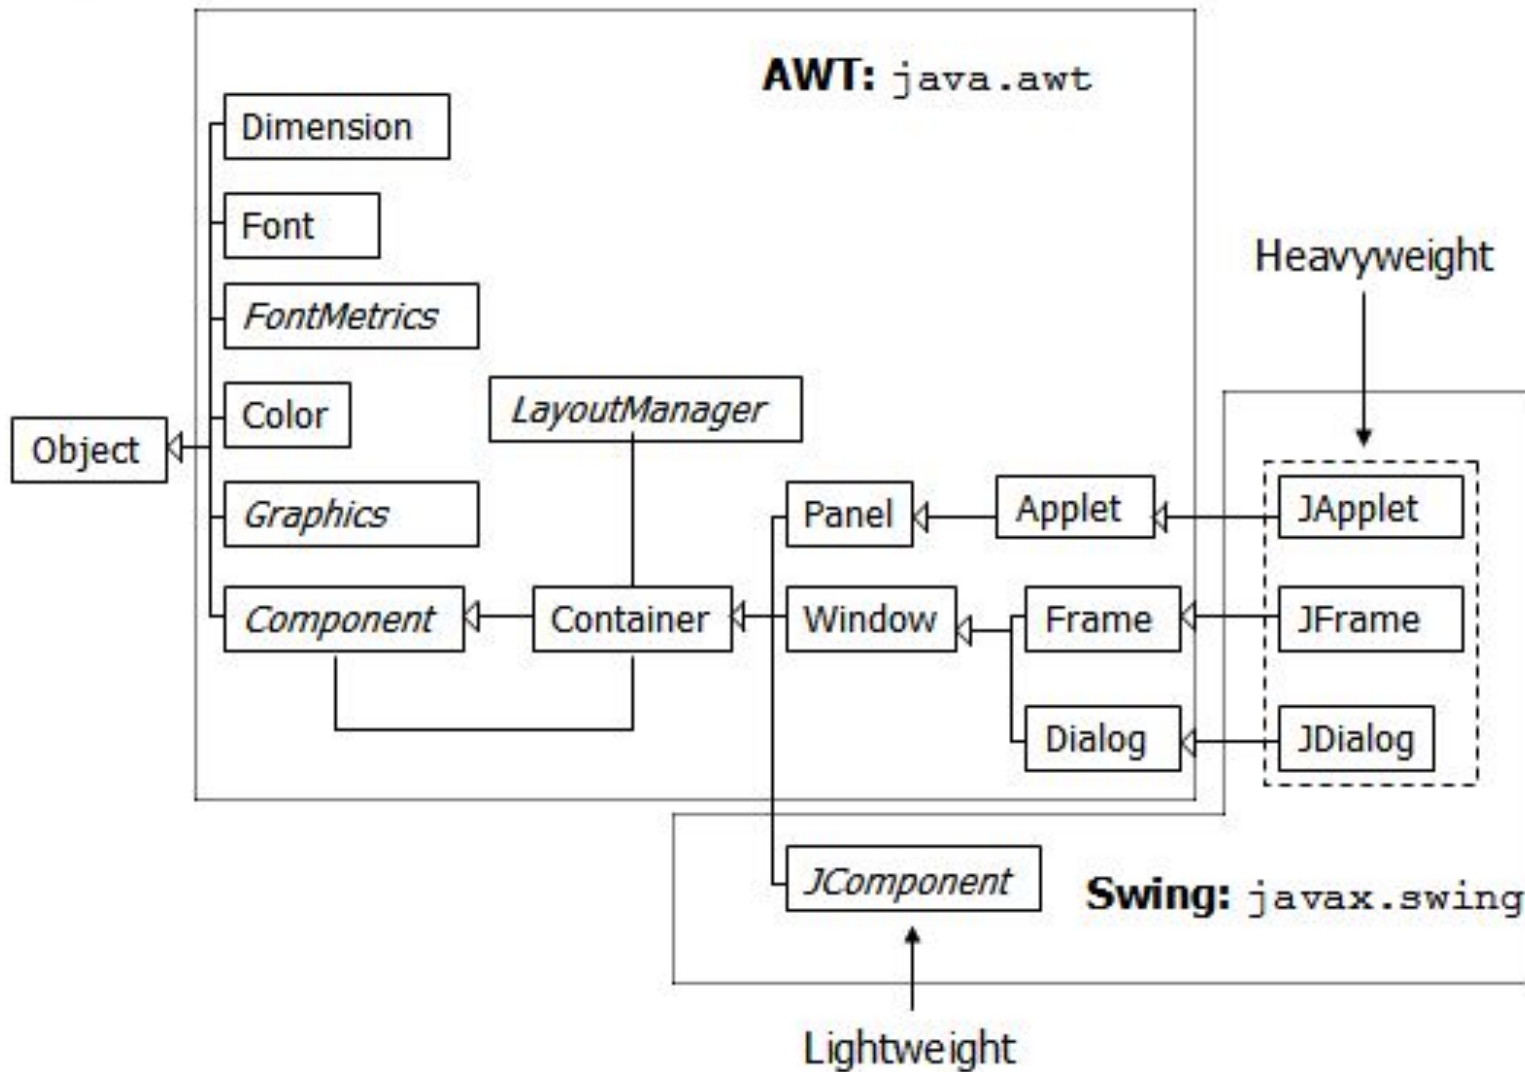 AWT: java.awt
Dimension
Font
Heavyweight
FontMetrics
Color
LayoutManager
Object
Graphics
Panel
Applet
JApplet
Component
Container
Window
Frame
JFrame
Dialog
JDialog
JComponent
Swing: javax.swing
Lightweight